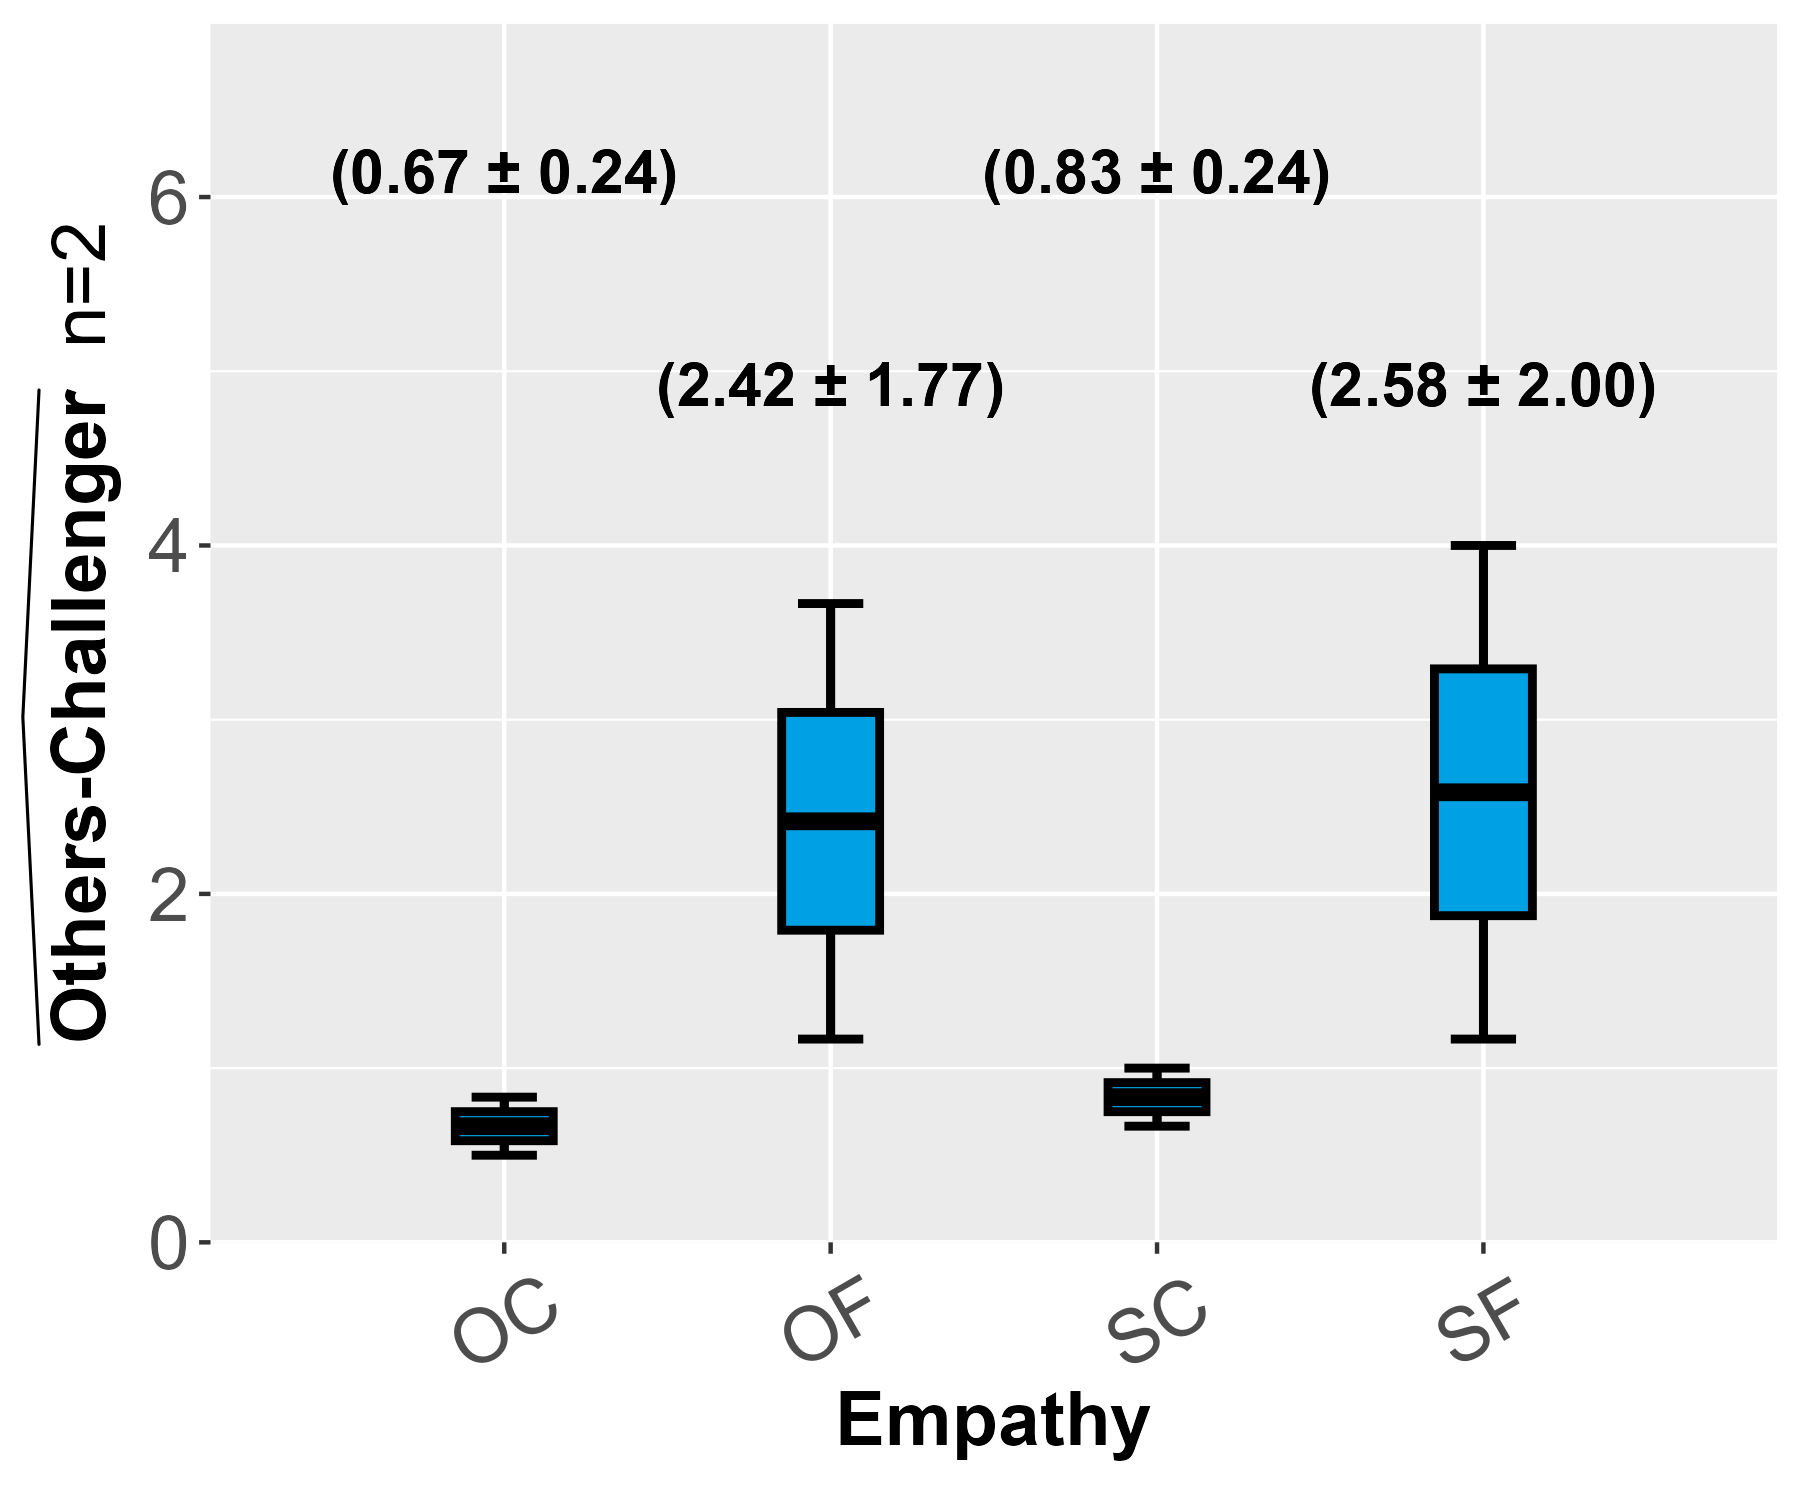 (0.67 ± 0.24)
(0.83 ± 0.24)
(2.42 ± 1.77)
(2.58 ± 2.00)
6
4
2
0
Others-Challenger n=2
OC
OF
SC
SF
Empathy